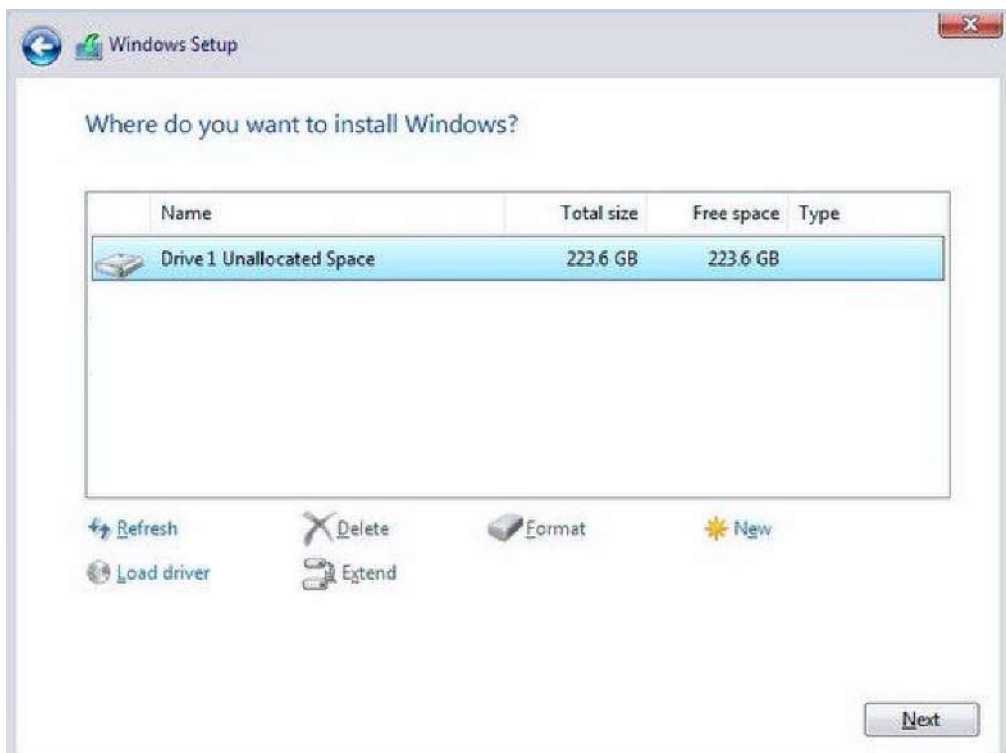 Windows Setup
Where do you want to install Windows?
Name Total size Free space Type
Drive 1 Unallocated Space 223.6 GB 223.6 GB
Refresh Delete Format New
Load driver Extend
Next